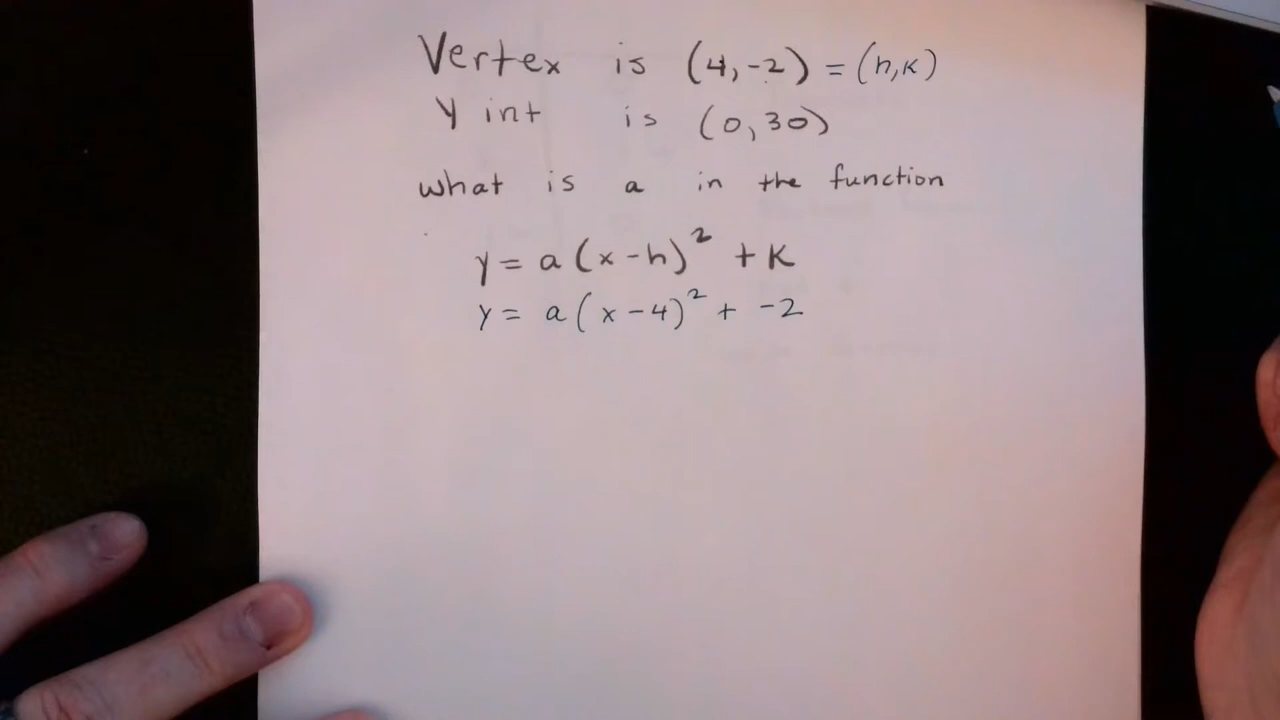 Vertex is (4,-2) = (h,k)
Y int is (0,30)
what is a in the function
y = a(x-h)² + k
y = a(x-4)² + -2